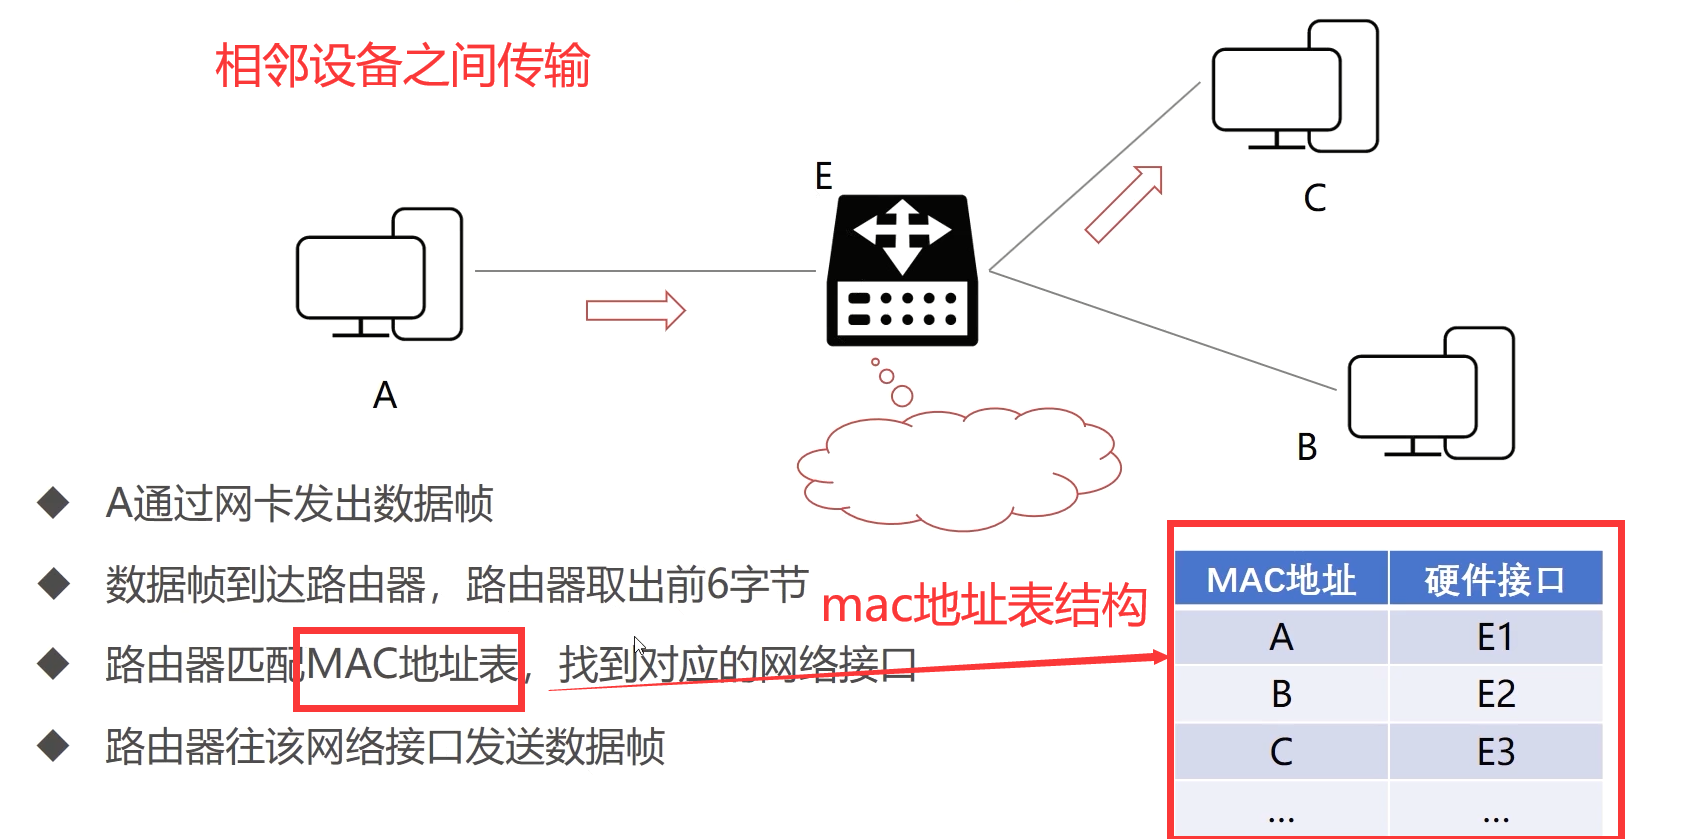 相邻设备之间传输
E
C
A
B
A通过网卡发出数据帧
数据帧到达路由器，路由器取出前6字节
mac地址表结构
路由器匹配MAC地址表，找到对应的网络接口
路由器往该网络接口发送数据帧
MAC地址 硬件接口
A E1
B E2
C E3
... ...